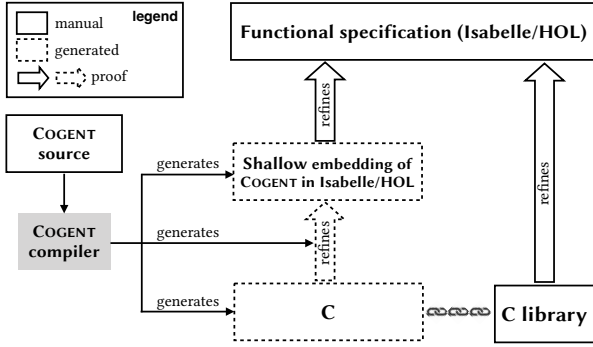 legend
manual
generated
proof
Functional specification (Isabelle/HOL)
refines
refines
COGENT
source
generates
Shallow embedding of
COGENT in Isabelle/HOL
COGENT
compiler
generates
refines
generates
C
C library